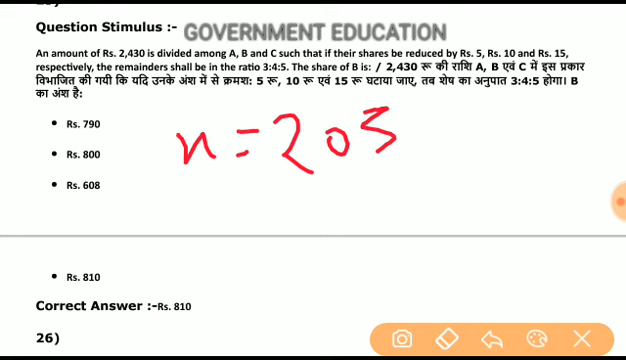 Question Stimulus :- GOVERNMENT EDUCATION
An amount of Rs. 2,430 is divided among A, B and C such that if their shares be reduced by Rs. 5, Rs. 10 and Rs. 15,
respectively, the remainders shall be in the ratio 3:4:5. The share of B is: / 2,430 रू की राशि A, B एवं C में इस प्रकार
विभाजित की गयी कि यदि उनके अंश में से क्रमश: 5 रू, 10 रू एवं 15 रू घटाया जाए, तब शेष का अनुपात 3:4:5 होगा। B
का अंश है:
• Rs. 790
• Rs. 800
• Rs. 608
n = 203
• Rs. 810
Correct Answer :-Rs. 810
26)